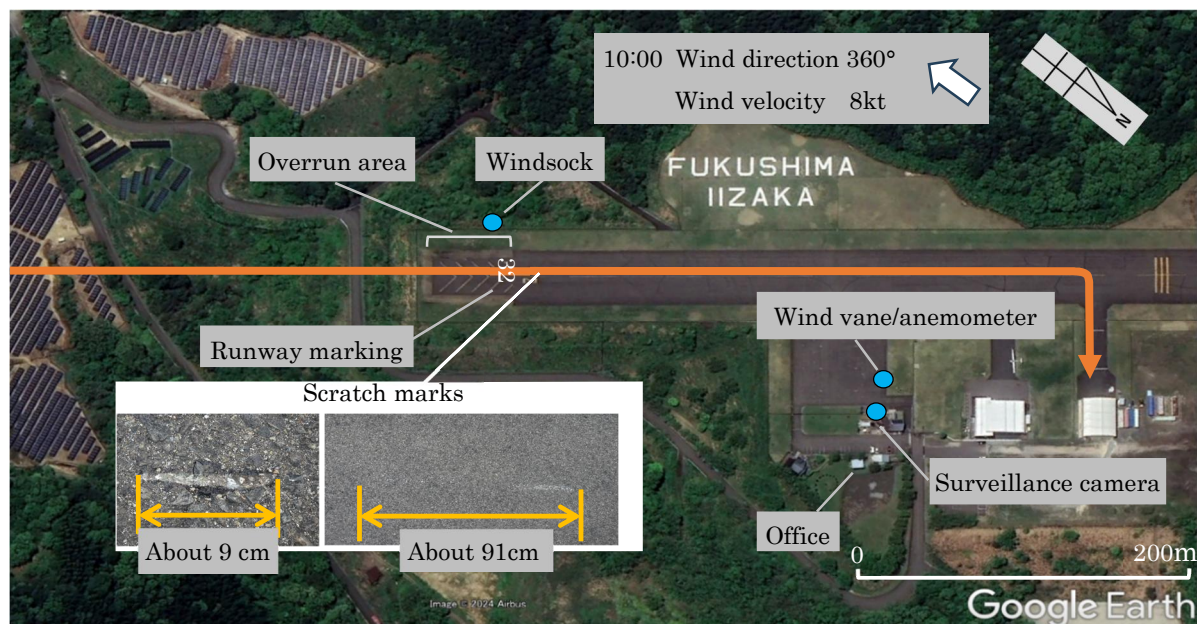 10:00 Wind direction 360°
Wind velocity 8kt
N
Overrun area
Windsock
FUKUSHIMA
IIZAKA
32
Runway marking
Wind vane/anemometer
Scratch marks
Surveillance camera
About 9 cm
About 91cm
Office
0
200m
Image © 2024 Airbus
Google Earth